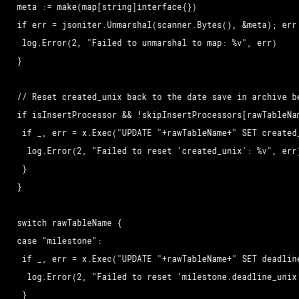 meta := make(map[string]interface{})
if err = jsoniter.Unmarshal(scanner.Bytes(), &meta); err
log.Error(2, "Failed to unmarshal to map: %v", err)
}
// Reset created_unix back to the date save in archive be
if isInsertProcessor && !skipInsertProcessors[rawTableNam
if _, err = x.Exec("UPDATE "+rawTableName+" SET created_
log.Error(2, "Failed to reset 'created_unix': %v", err)
}
}
switch rawTableName {
case "milestone":
if _, err = x.Exec("UPDATE "+rawTableName+" SET deadline
log.Error(2, "Failed to reset 'milestone.deadline_unix
}